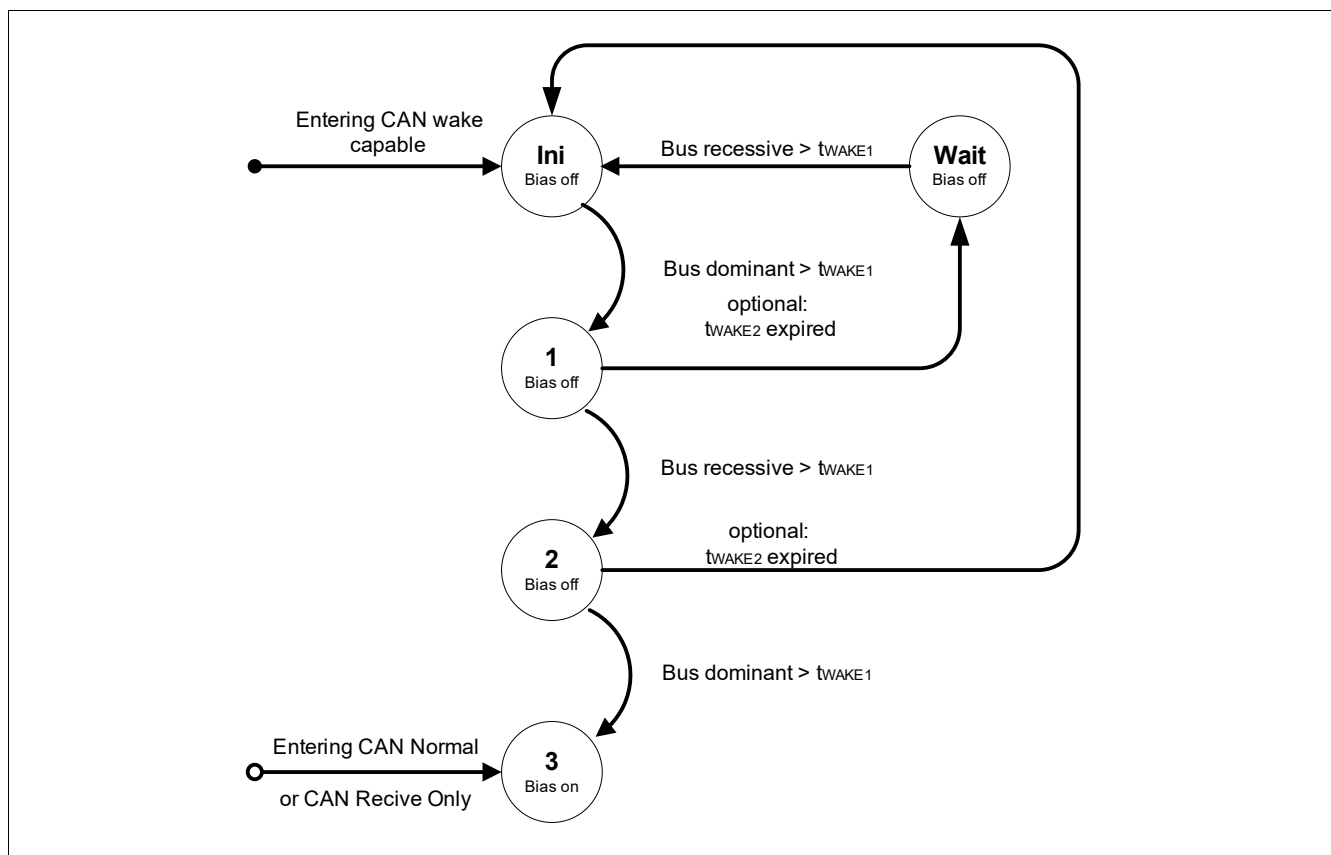 Entering CAN wake
capable
Ini
Bias off
Bus recessive > tWAKE1
Wait
Bias off
Bus dominant > tWAKE1
optional:
tWAKE2 expired
1
Bias off
Bus recessive > tWAKE1
optional:
tWAKE2 expired
2
Bias off
Bus dominant > tWAKE1
Entering CAN Normal
or CAN Recive Only
3
Bias on